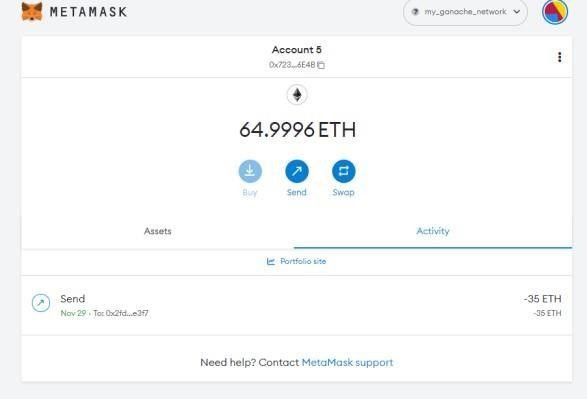 METAMASK
my_ganache_network
Account 5
0x723...6E4B
64.9996 ETH
Buy Send Swap
Assets Activity
Portfolio site
Send -35 ETH
Nov 29 · To: 0x2fd...e3f7 -35 ETH
Need help? Contact MetaMask support